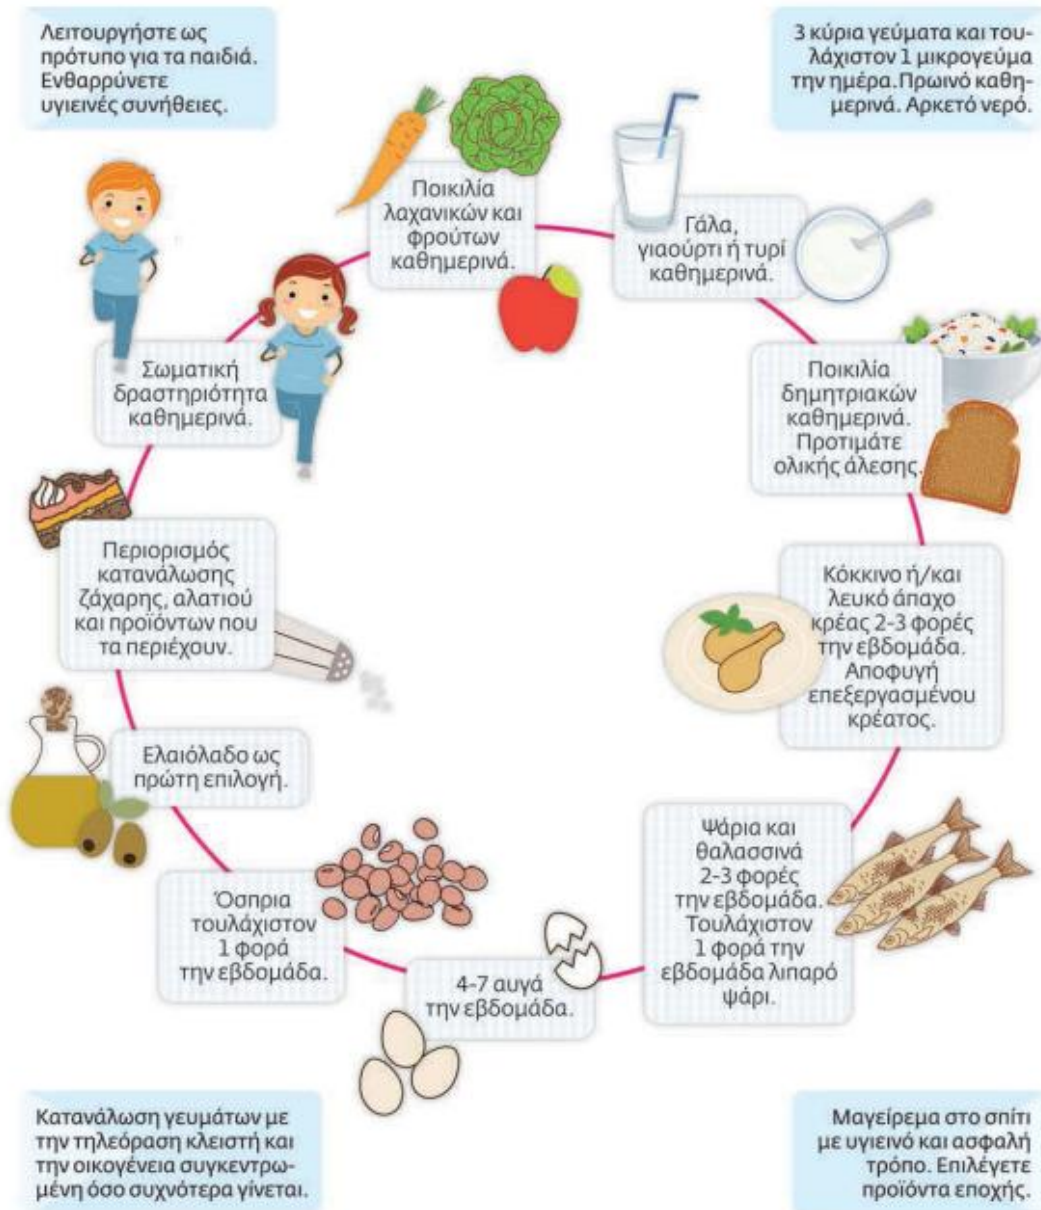 Λειτουργήστε ως
πρότυπο για τα παιδιά.
Ενθαρρύνετε
υγιεινές συνήθειες.
3 κύρια γεύματα και του-
λάχιστον 1 μικρογεύμα
την ημέρα.Πρωινό καθη-
μερινά. Αρκετό νερό.
Ποικιλία
λαχανικών και
φρούτων
καθημερινά.
Γάλα,
γιαούρτι ή τυρί
καθημερινά.
Ποικιλία
δημητριακών
καθημερινά.
Προτιμάτε
ολικής άλεσης.
Κόκκινο ή/και
λευκό άπαχο
κρέας 2-3 φορές
την εβδομάδα.
Αποφυγή
επεξεργασμένου
κρέατος.
Ψάρια και
θαλασσινά
2-3 φορές
την εβδομάδα.
Τουλάχιστον
1 φορά την
εβδομάδα λιπαρό
ψάρι.
4-7 αυγά
την εβδομάδα.
Όσπρια
τουλάχιστον
1 φορά
την εβδομάδα.
Ελαιόλαδο ως
πρώτη επιλογή.
Περιορισμός
κατανάλωσης
ζάχαρης, αλατιού
και προϊόντων που
τα περιέχουν.
Σωματική
δραστηριότητα
καθημερινά.
Κατανάλωση γευμάτων με
την τηλεόραση κλειστή και
την οικογένεια συγκεντρω-
μένη όσο συχνότερα γίνεται.
Μαγείρεμα στο σπίτι
με υγιεινό και ασφαλή
τρόπο. Επιλέγετε
προϊόντα εποχής.